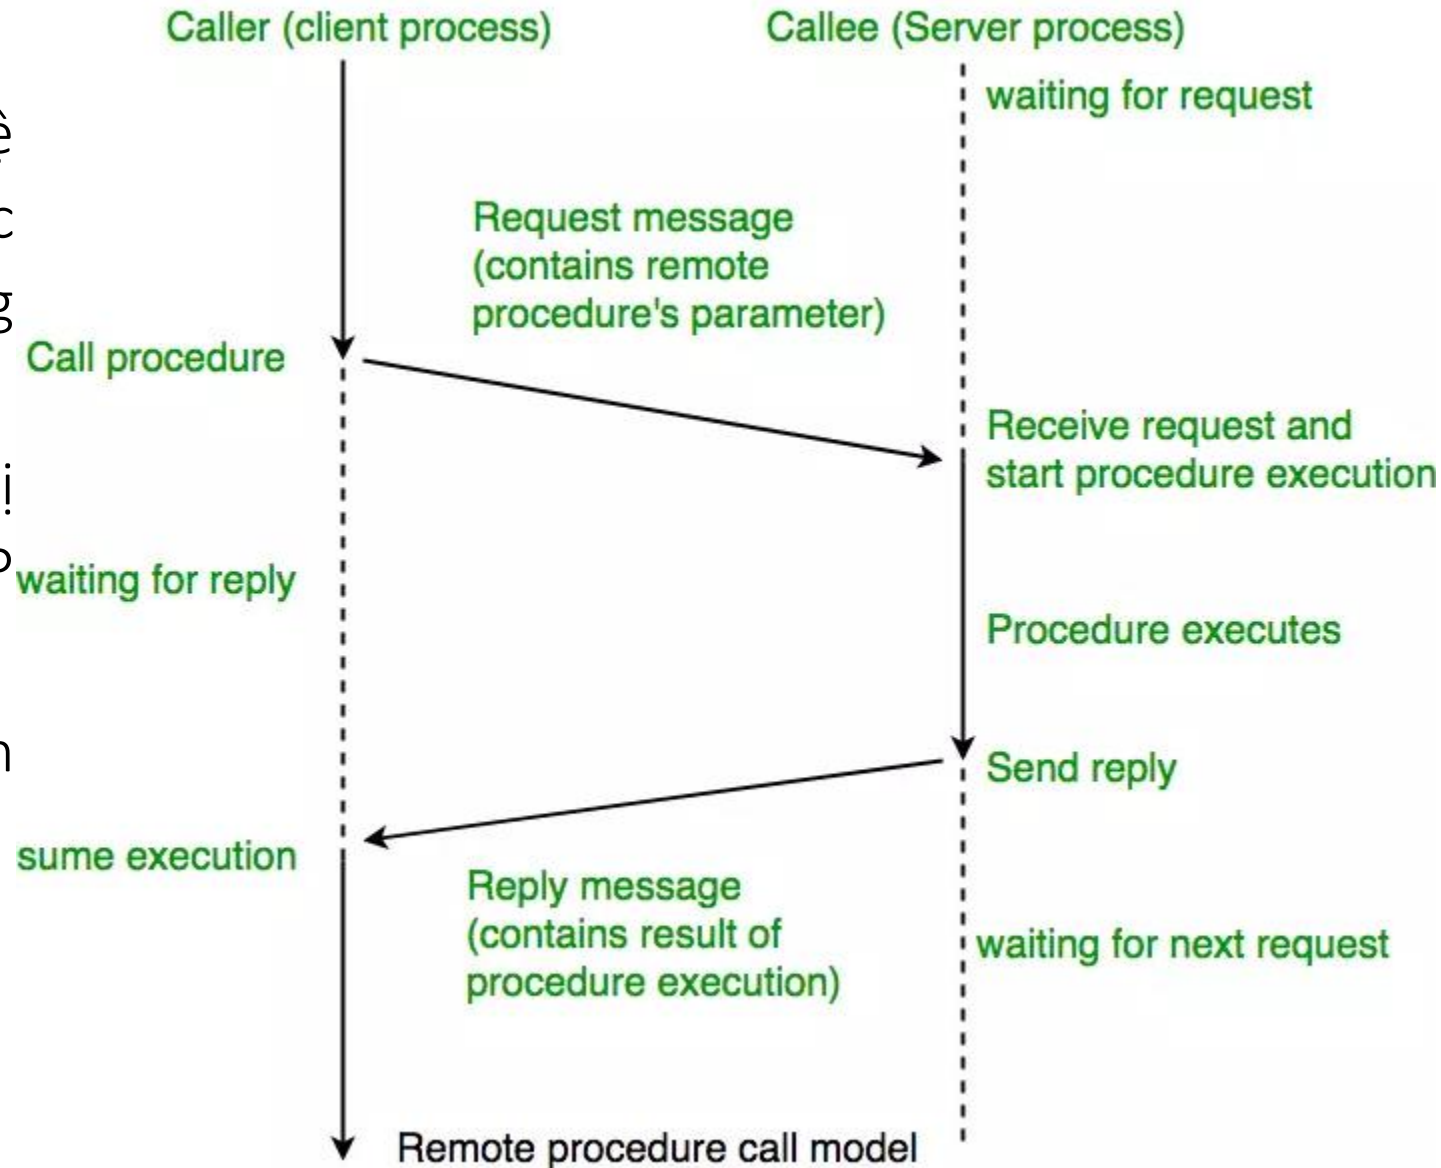 Caller (client process)
Callee (Server process)
waiting for request
Request message
(contains remote
procedure's parameter)
Call procedure
Receive request and
start procedure execution
waiting for reply
Procedure executes
Send reply
sume execution
Reply message
(contains result of
procedure execution)
waiting for next request
Remote procedure call model